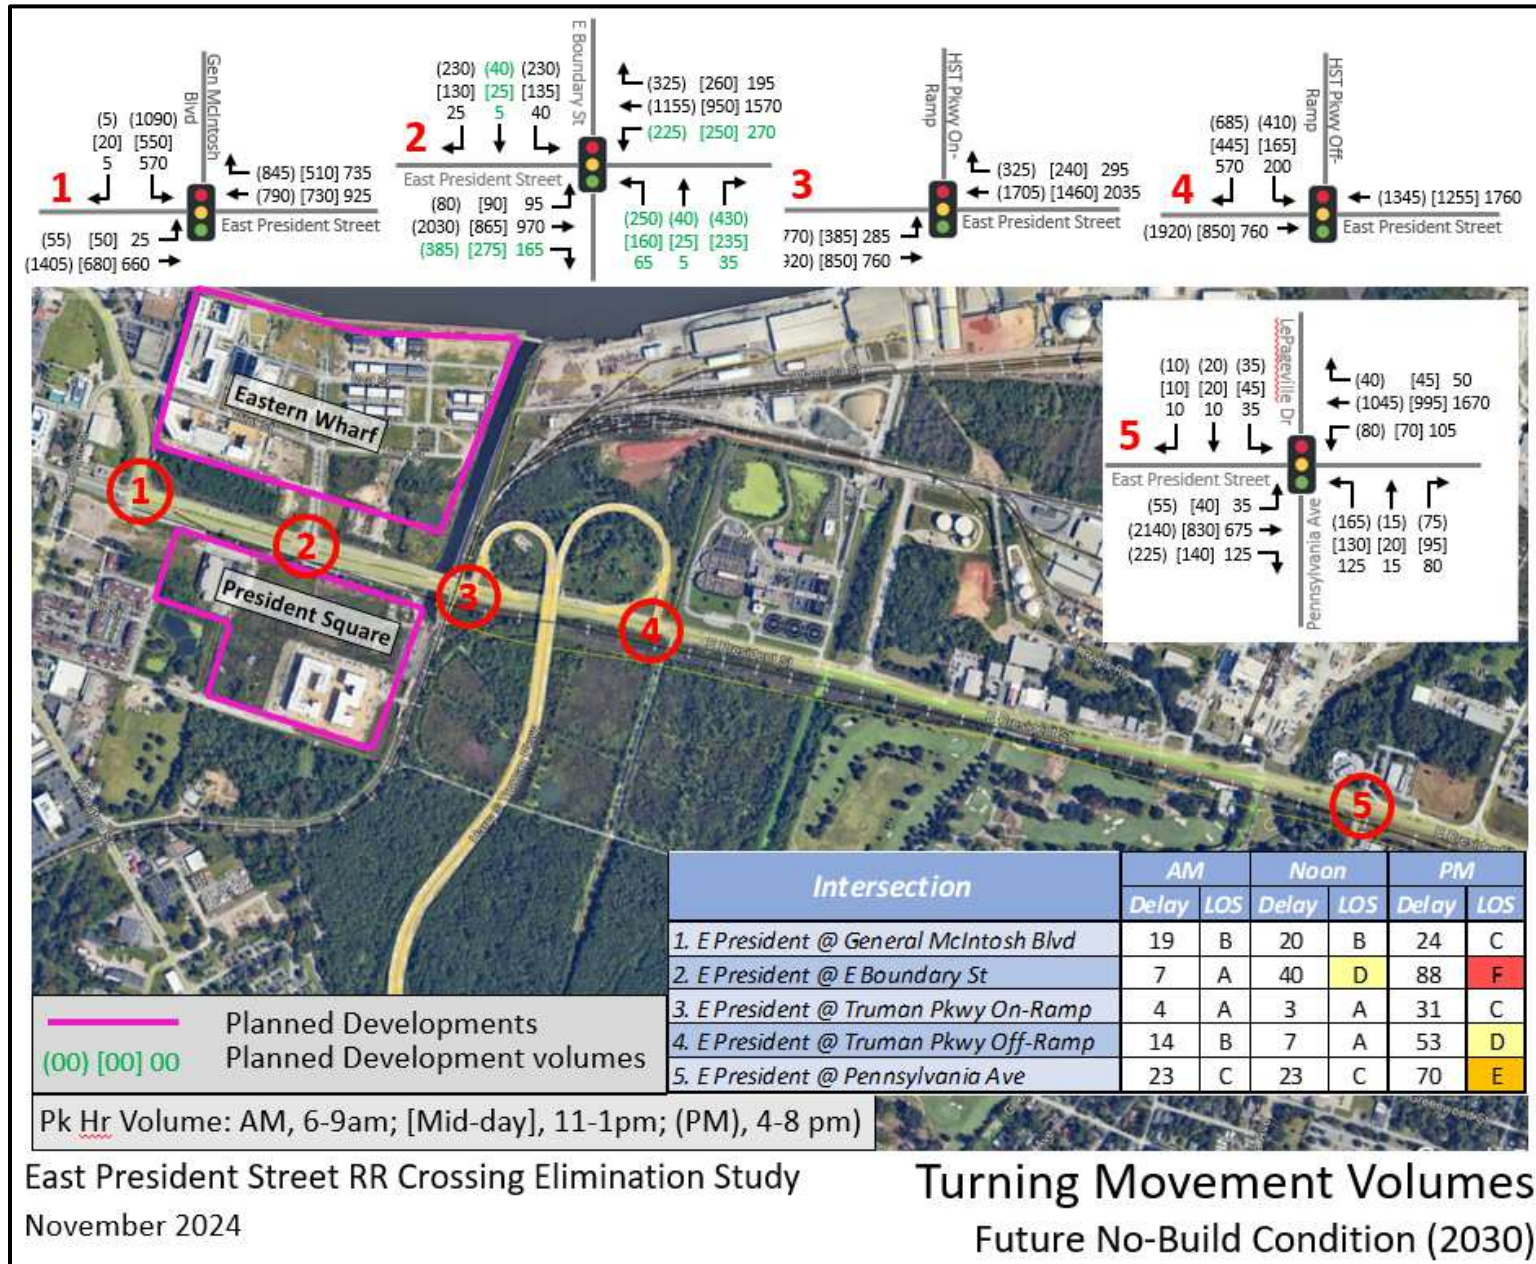 Gen McIntosh
Blvd
(5) (1090)
[20] [550]
5 570
1
(845) [510] 735
(790) [730] 925
East President Street
(55) [50] 25
(1405) [680] 660
E Boundary St
(230) (40) (230)
[130] [25] [135]
25 5 40
2
(325) [260] 195
(1155) [950] 1570
(225) [250] 270
East President Street
(80) [90] 95
(2030) [865] 970
(385) [275] 165
(250) (40) (430)
[160] [25] [235]
65 5 35
HST Pkwy On-
Ramp
3
(325) [240] 295
(1705) [1460] 2035
East President Street
770) [385] 285
920) [850] 760
HST Pkwy Off-
Ramp
(685) (410)
[445] [165]
570 200
4
(1345) [1255] 1760
East President Street
(1920) [850] 760
LePageville Dr
(10) (20) (35)
[10] [20] [45]
10 10 35
5
(40) [45] 50
(1045) [995] 1670
(80) [70] 105
East President Street
(55) [40] 35
(2140) [830] 675
(225) [140] 125
Pennsylvania Ave
(165) (15) (75)
[130] [20] [95]
125 15 80
Eastern Wharf
President Square
1
2
3
4
5
E President St
E President St
Intersection AM Noon PM
Delay LOS Delay LOS Delay LOS
1. E President @ General McIntosh Blvd 19 B 20 B 24 C
2. E President @ E Boundary St 7 A 40 D 88 F
3. E President @ Truman Pkwy On-Ramp 4 A 3 A 31 C
4. E President @ Truman Pkwy Off-Ramp 14 B 7 A 53 D
5. E President @ Pennsylvania Ave 23 C 23 C 70 E
Planned Developments
(00) [00] 00 Planned Development volumes
Pk Hr Volume: AM, 6-9am; [Mid-day], 11-1pm; (PM), 4-8 pm)
East President Street RR Crossing Elimination Study
November 2024
Turning Movement Volumes
Future No-Build Condition (2030)